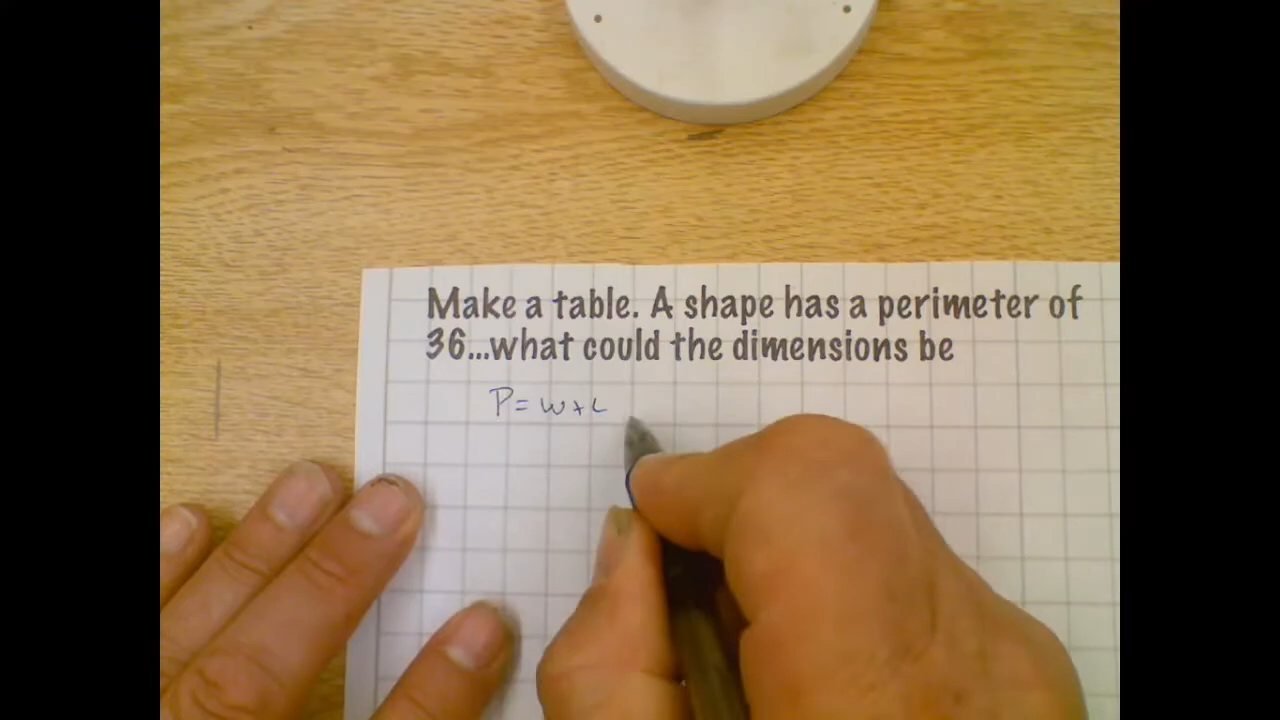 Make a table. A shape has a perimeter of
36...what could the dimensions be
P= w+L